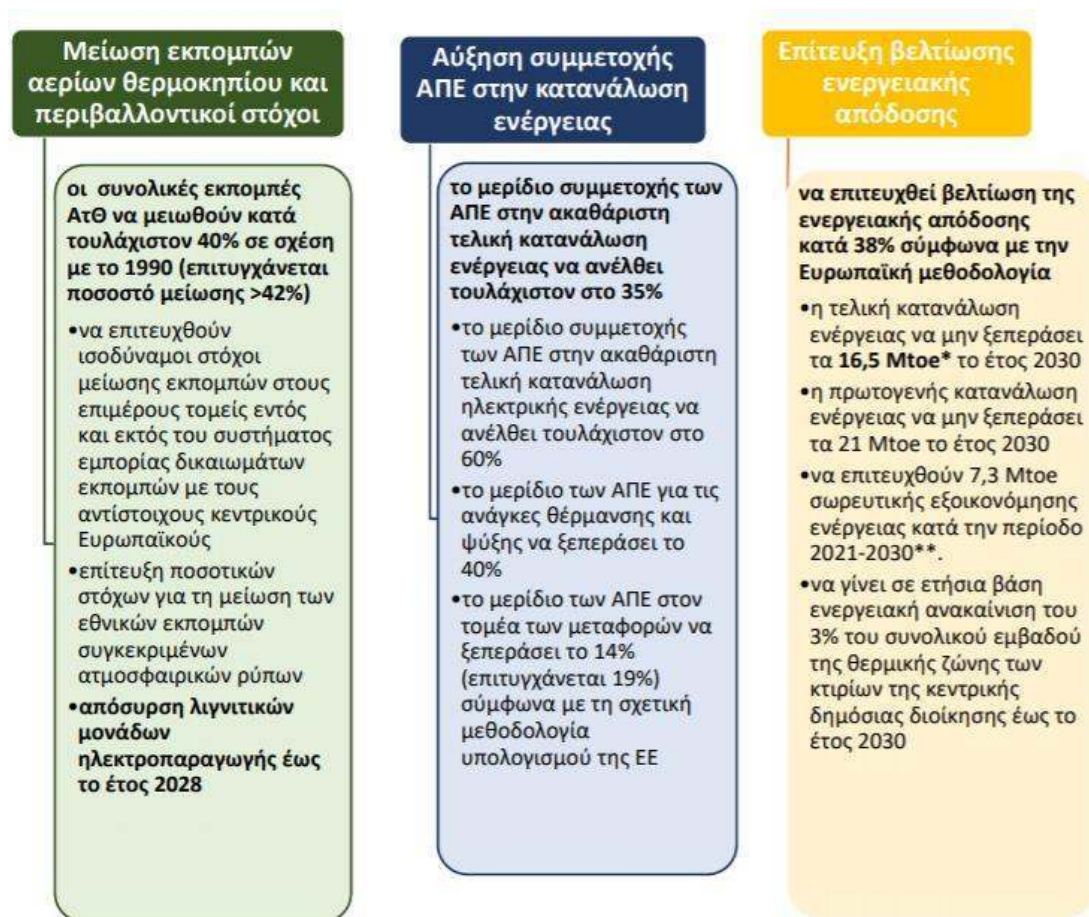 Μείωση εκπομπών
αερίων θερμοκηπίου και
περιβαλλοντικοί στόχοι
οι συνολικές εκπομπές
ΑτΘ να μειωθούν κατά
τουλάχιστον 40% σε σχέση
με το 1990 (επιτυγχάνεται
ποσοστό μείωσης >42%)
•να επιτευχθούν
ισοδύναμοι στόχοι
μείωσης εκπομπών στους
επιμέρους τομείς εντός
και εκτός του συστήματος
εμπορίας δικαιωμάτων
εκπομπών με τους
αντίστοιχους κεντρικούς
Ευρωπαϊκούς
•επίτευξη ποσοτικών
στόχων για τη μείωση των
εθνικών εκπομπών
συγκεκριμένων
ατμοσφαιρικών ρύπων
•απόσυρση λιγνιτικών
μονάδων
ηλεκτροπαραγωγής έως
το έτος 2028
Αύξηση συμμετοχής
ΑΠΕ στην κατανάλωση
ενέργειας
το μερίδιο συμμετοχής των
ΑΠΕ στην ακαθάριστη
τελική κατανάλωση
ενέργειας να ανέλθει
τουλάχιστον στο 35%
•το μερίδιο συμμετοχής
των ΑΠΕ στην ακαθάριστη
τελική κατανάλωση
ηλεκτρικής ενέργειας να
ανέλθει τουλάχιστον στο
60%
•το μερίδιο των ΑΠΕ για τις
ανάγκες θέρμανσης και
ψύξης να ξεπεράσει το
40%
•το μερίδιο των ΑΠΕ στον
τομέα των μεταφορών να
ξεπεράσει το 14%
(επιτυγχάνεται 19%)
σύμφωνα με τη σχετική
μεθοδολογία
υπολογισμού της ΕΕ
Επίτευξη βελτίωσης
ενεργειακής
απόδοσης
να επιτευχθεί βελτίωση της
ενεργειακής απόδοσης
κατά 38% σύμφωνα με την
Ευρωπαϊκή μεθοδολογία
•η τελική κατανάλωση
ενέργειας να μην ξεπεράσει
τα 16,5 Mtoe* το έτος 2030
•η πρωτογενής κατανάλωση
ενέργειας να μην ξεπεράσει
τα 21 Mtoe το έτος 2030
•να επιτευχθούν 7,3 Mtoe
σωρευτικής εξοικονόμησης
ενέργειας κατά την περίοδο
2021-2030**.
•να γίνει σε ετήσια βάση
ενεργειακή ανακαίνιση του
3% του συνολικού εμβαδού
της θερμικής ζώνης των
κτιρίων της κεντρικής
δημόσιας διοίκησης έως το
έτος 2030